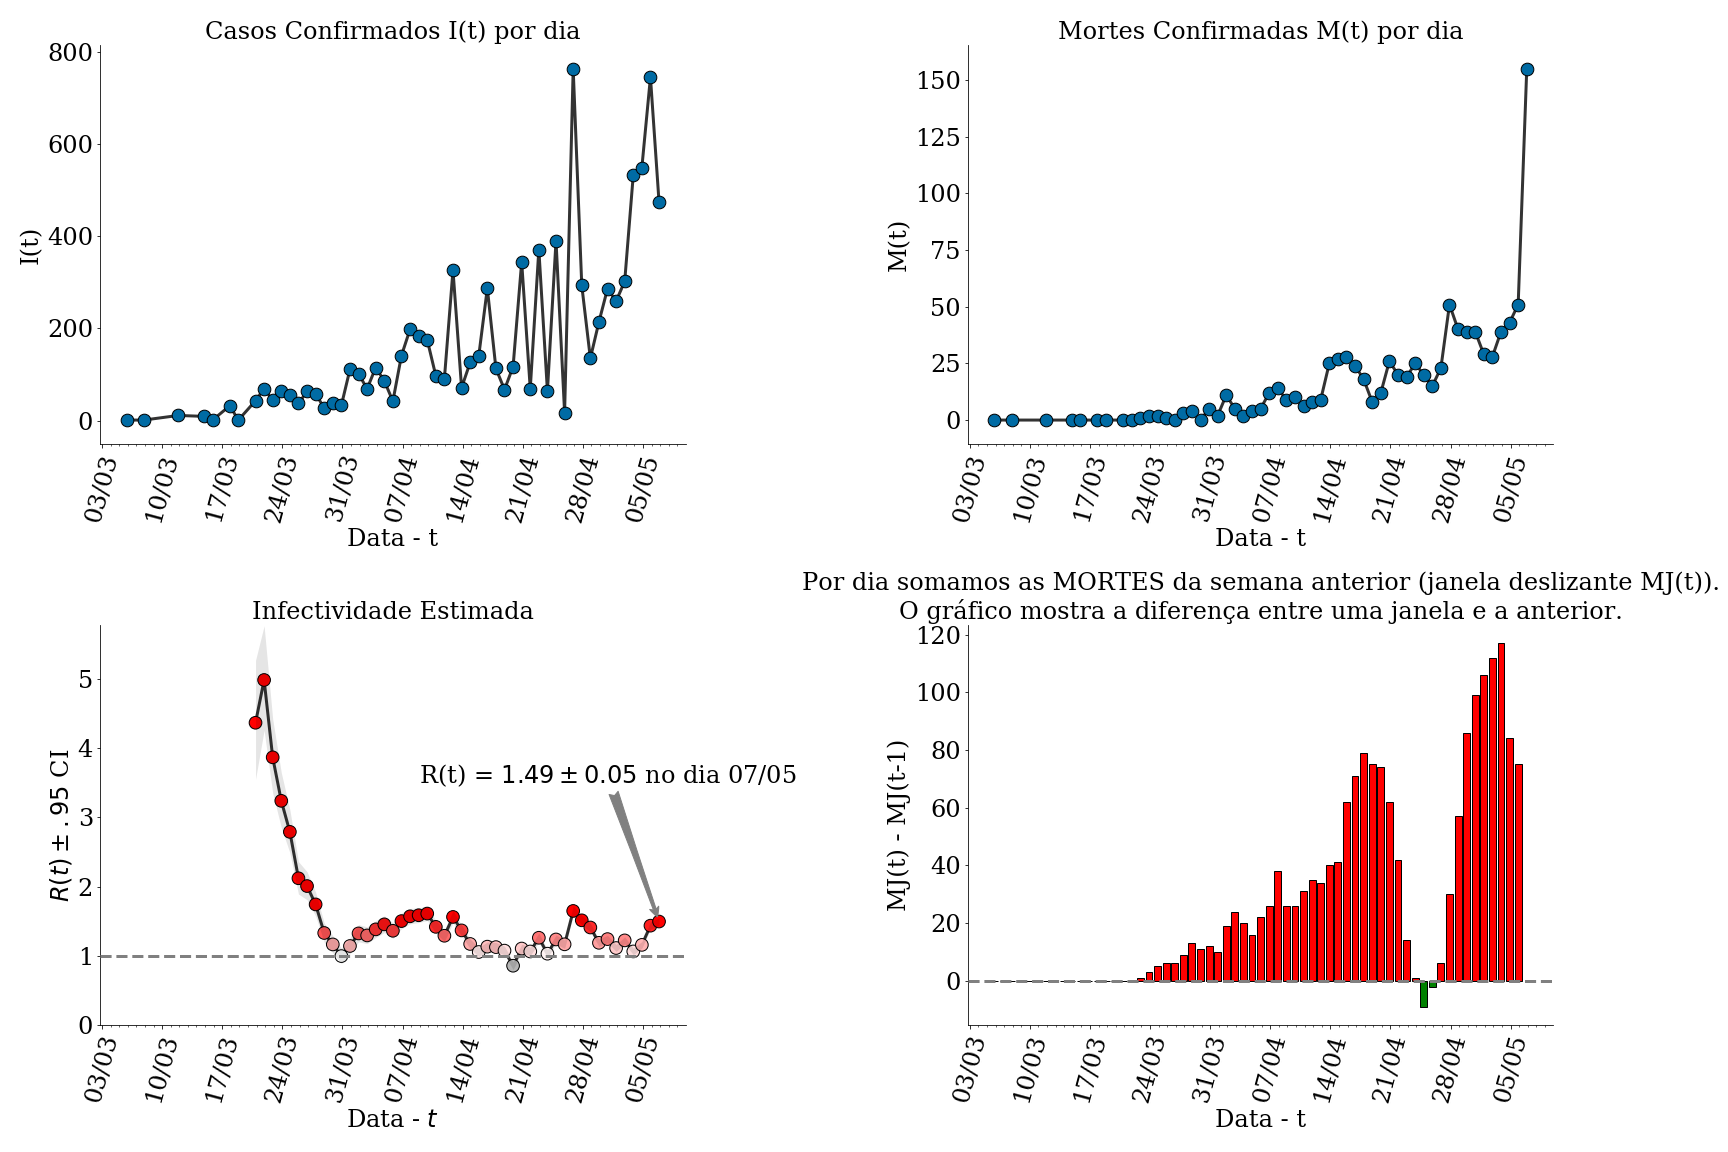 Casos Confirmados I(t) por dia
I(t)
800
600
400
200
0
03/03 10/03 17/03 24/03 31/03 07/04 14/04 21/04 28/04 05/05
Data - t
Mortes Confirmadas M(t) por dia
M(t)
150
125
100
75
50
25
0
03/03 10/03 17/03 24/03 31/03 07/04 14/04 21/04 28/04 05/05
Data - t
Infectividade Estimada
R(t) ± .95 CI
5
4
3
2
1
0
R(t) = 1.49 ± 0.05 no dia 07/05
03/03 10/03 17/03 24/03 31/03 07/04 14/04 21/04 28/04 05/05
Data - t
Por dia somamos as MORTES da semana anterior (janela deslizante MJ(t)).
O gráfico mostra a diferença entre uma janela e a anterior.
MJ(t) - MJ(t-1)
120
100
80
60
40
20
0
03/03 10/03 17/03 24/03 31/03 07/04 14/04 21/04 28/04 05/05
Data - t